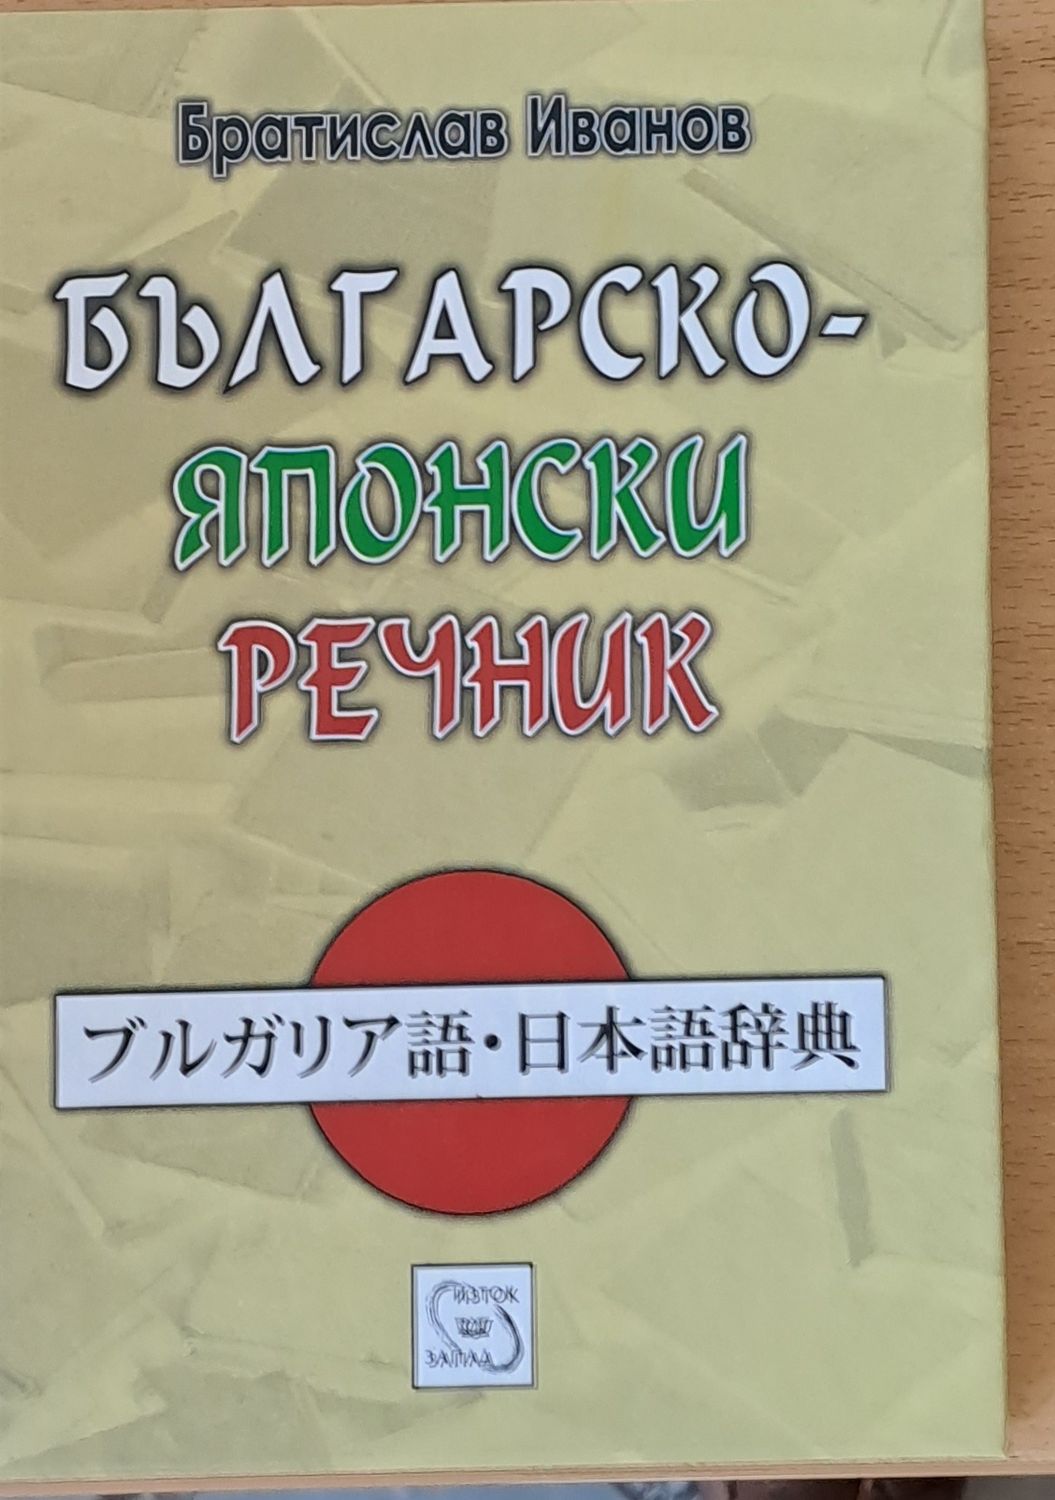 Братислав Иванов
БЪЛГАРСКО-
ЯПОНСКИ
РЕЧНИК
ブルガリア語・日本語辞典
ИЗТОК
ЗАПАД